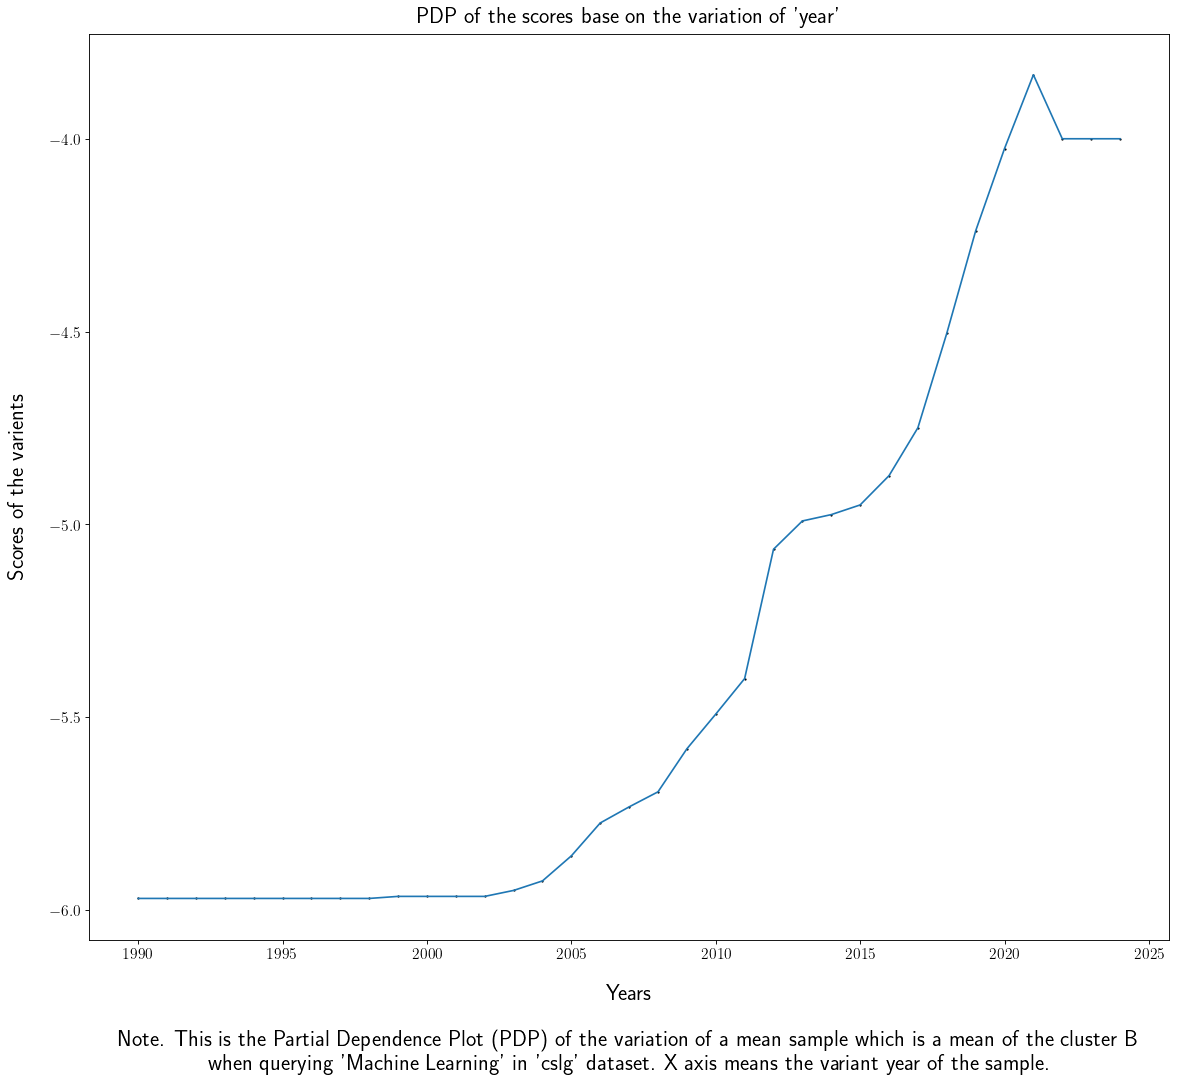 PDP of the scores base on the variation of 'year'
−4.0
−4.5
−5.0
−5.5
−6.0
Scores of the varients
1990 1995 2000 2005 2010 2015 2020 2025
Years
Note. This is the Partial Dependence Plot (PDP) of the variation of a mean sample which is a mean of the cluster B
when querying 'Machine Learning' in 'cslg' dataset. X axis means the variant year of the sample.